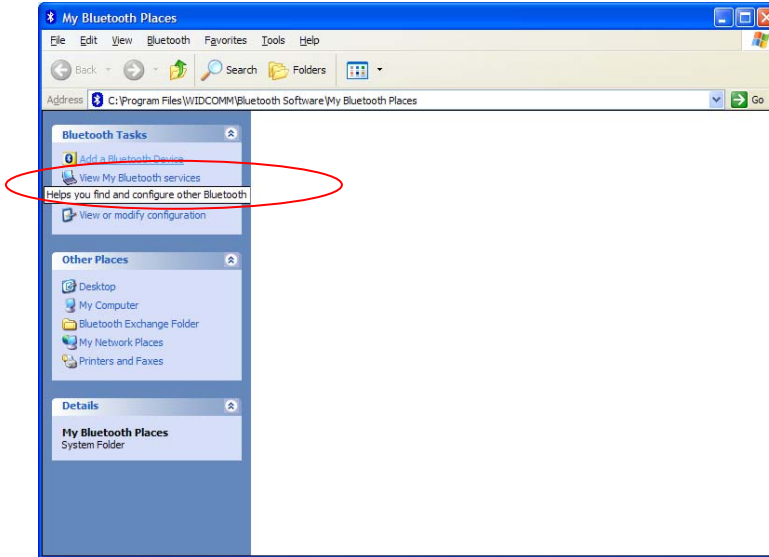 My Bluetooth Places
File Edit View Bluetooth Favorites Tools Help
Back Search Folders
Address C:\Program Files\WIDCOMM\Bluetooth Software\My Bluetooth Places Go
Bluetooth Tasks
Add a Bluetooth Device
View My Bluetooth services
Helps you find and configure other Bluetooth
View or modify configuration
Other Places
Desktop
My Computer
Bluetooth Exchange Folder
My Network Places
Printers and Faxes
Details
My Bluetooth Places
System Folder